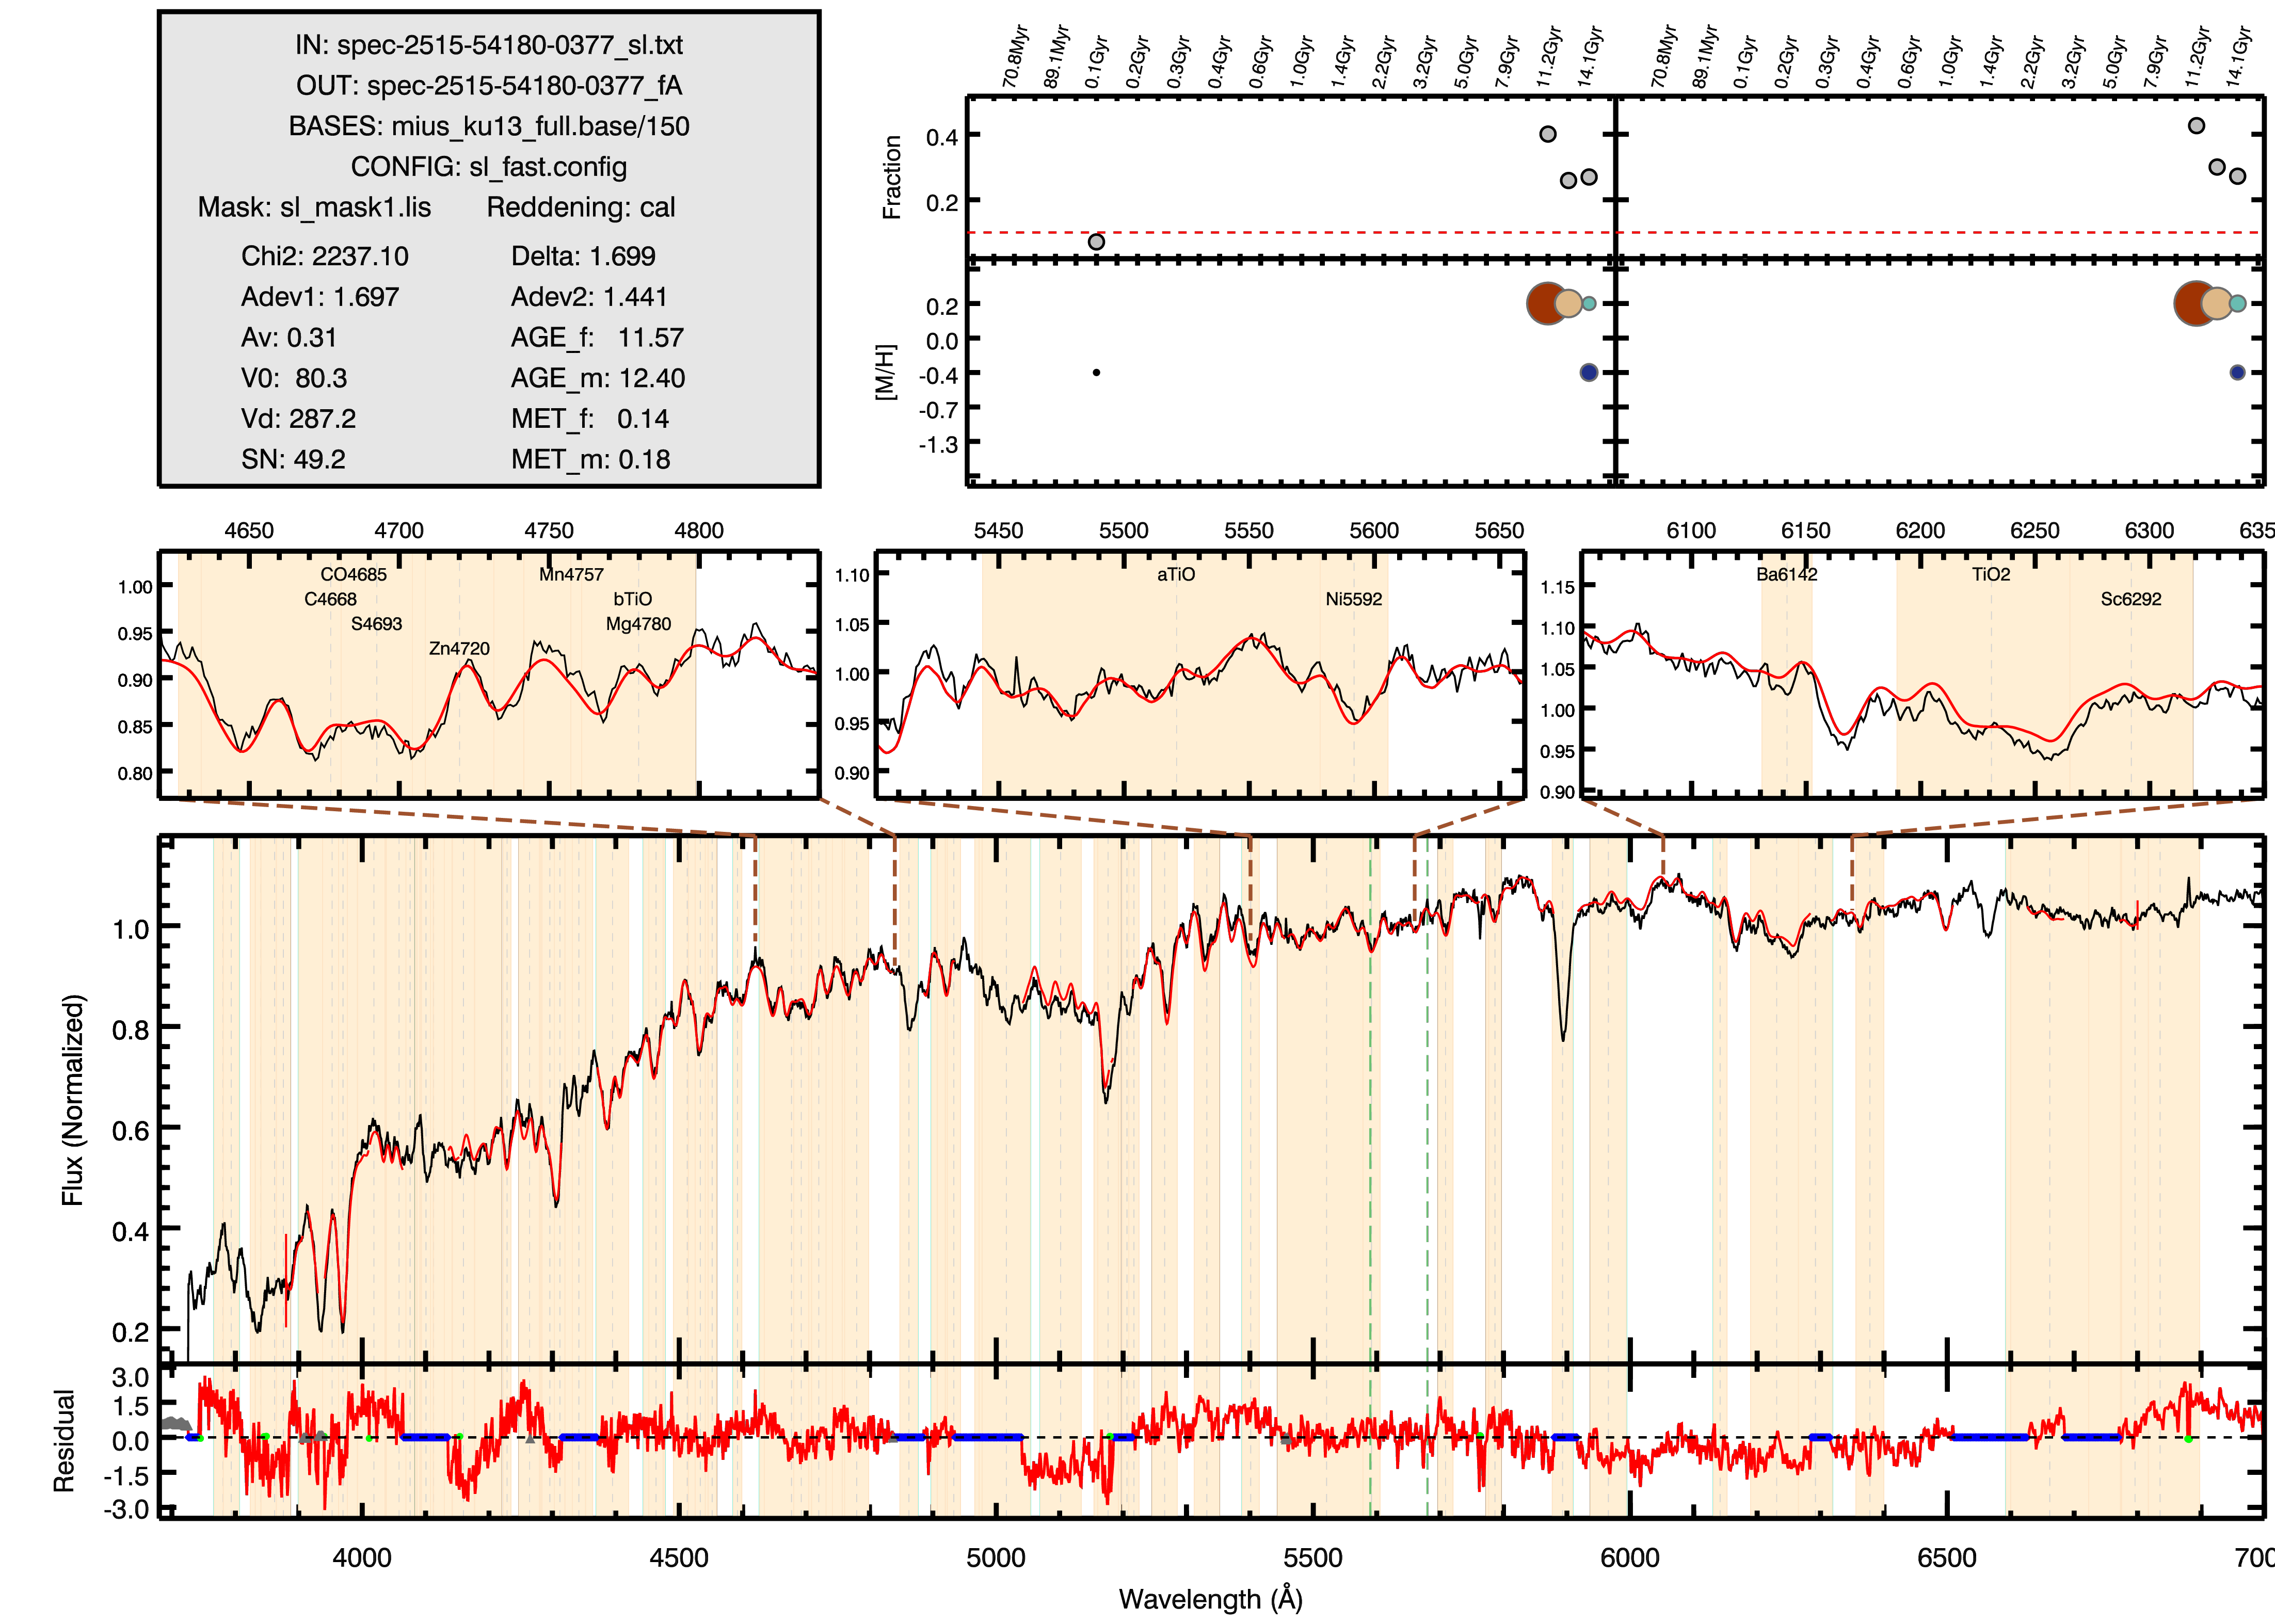 IN: spec-2515-54180-0377_sl.txt
OUT: spec-2515-54180-0377_fA
BASES: mius_ku13_full.base/150
CONFIG: sl_fast.config
Mask: sl_mask1.lis Reddening: cal
Chi2: 2237.10 Delta: 1.699
Adev1: 1.697 Adev2: 1.441
Av: 0.31 AGE_f: 11.57
V0: 80.3 AGE_m: 12.40
Vd: 287.2 MET_f: 0.14
SN: 49.2 MET_m: 0.18
70.8Myr 89.1Myr 0.1Gyr 0.2Gyr 0.3Gyr 0.4Gyr 0.6Gyr 1.0Gyr 1.4Gyr 2.2Gyr 3.2Gyr 5.0Gyr 7.9Gyr 11.2Gyr 14.1Gyr
70.8Myr 89.1Myr 0.1Gyr 0.2Gyr 0.3Gyr 0.4Gyr 0.6Gyr 1.0Gyr 1.4Gyr 2.2Gyr 3.2Gyr 5.0Gyr 7.9Gyr 11.2Gyr 14.1Gyr
Fraction
0.4
0.2
[M/H]
0.2
0.0
-0.4
-0.7
-1.3
4650 4700 4750 4800
1.00
0.95
0.90
0.85
0.80
CO4685 Mn4757
C4668 bTiO
S4693 Mg4780
Zn4720
5450 5500 5550 5600 5650
1.10
1.05
1.00
0.95
0.90
aTiO
Ni5592
6100 6150 6200 6250 6300 635
1.15
1.10
1.05
1.00
0.95
0.90
Ba6142 TiO2
Sc6292
Flux (Normalized)
1.0
0.8
0.6
0.4
0.2
Residual
3.0
1.5
0.0
-1.5
-3.0
4000 4500 5000 5500 6000 6500 700
Wavelength (Å)